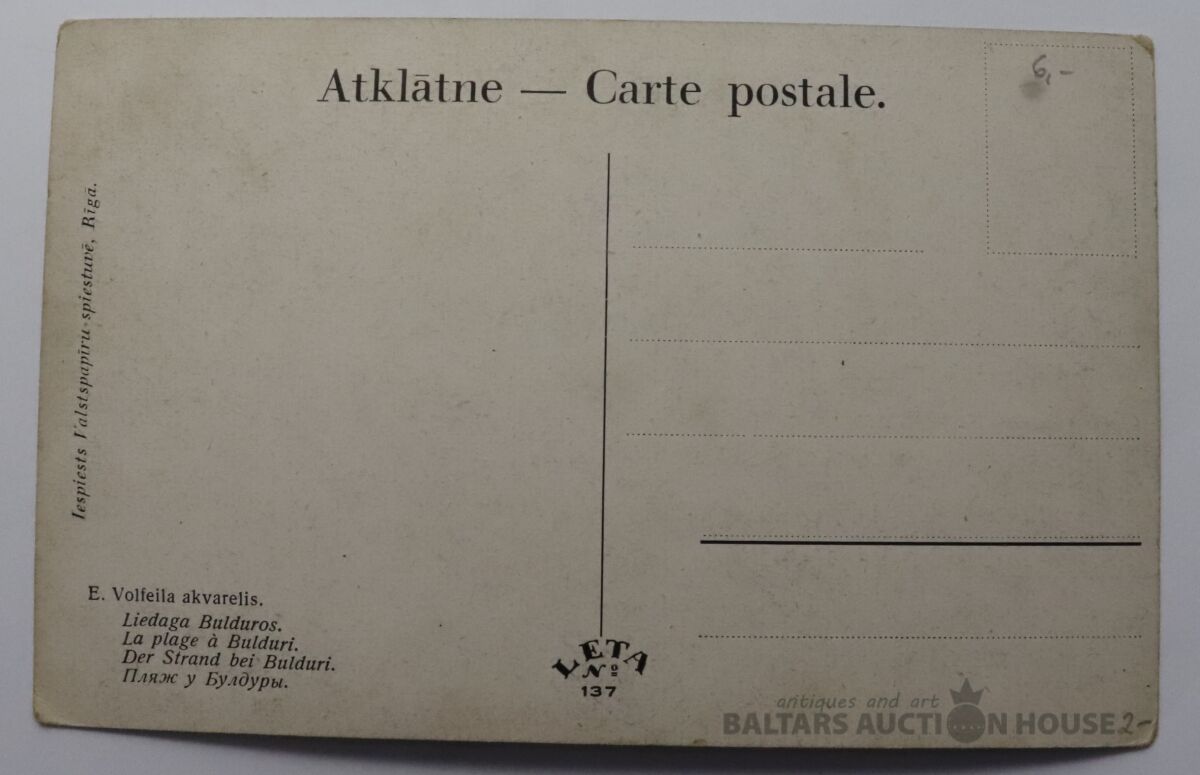 Atklātne — Carte postale.
6,-
Iespiests Valstspapīru-spiestuvē, Rīgā.
E. Volfeila akvarelis.
Liedaga Bulduros.
La plage à Bulduri.
Der Strand bei Bulduri.
Пляж у Булдуры.
LETA
№
137
antiques and art
BALTARS AUCTION HOUSE
2-